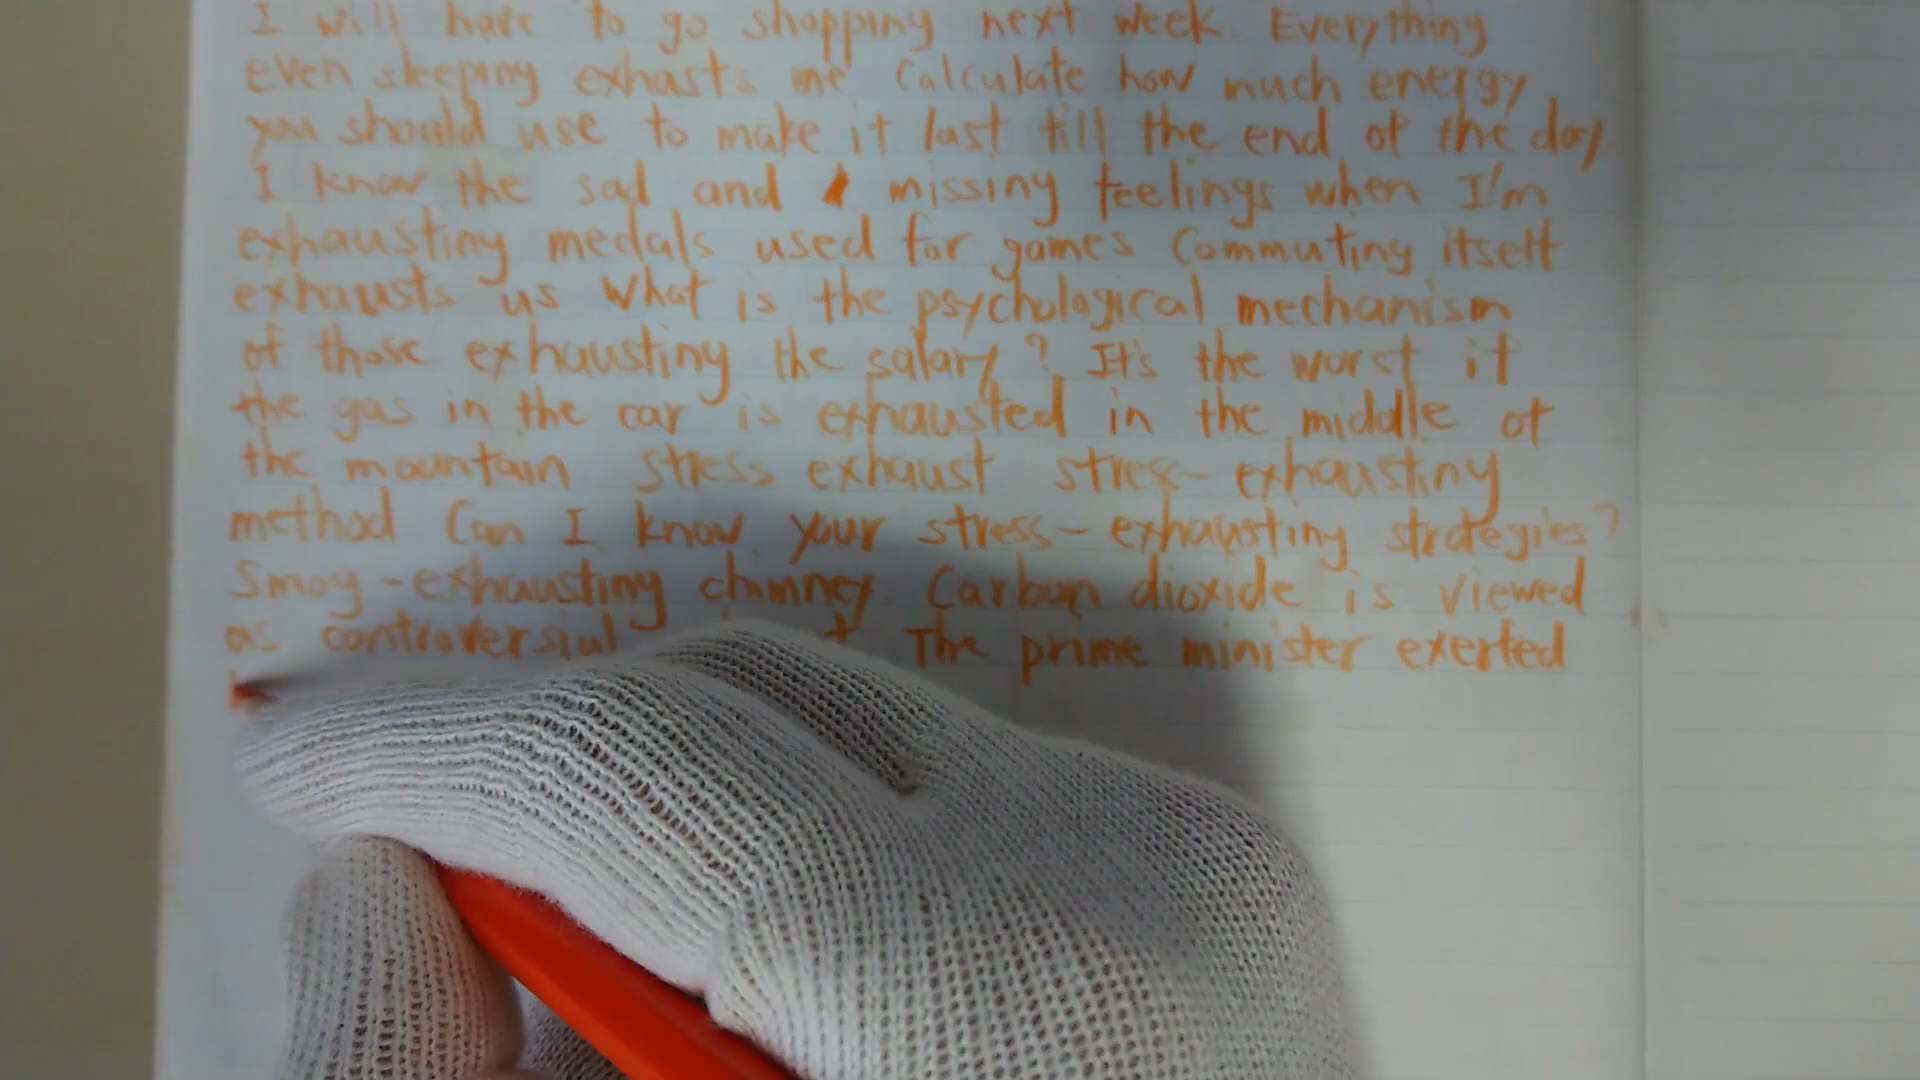 I will have to go shopping next week. Everything
even sleeping exhasts me Calculate how much energy
you should use to make it last till the end of the day.
I know the sad and missing feelings when I'm
exhausting medals used for games Commuting itself
exhausts us What is the psychological mechanism
of those exhausting the salary? It's the worst if
the gas in the car is exhausted in the middle of
the mountain Stress exhaust stress-exhausting
method Can I know your stress-exhausting strategies?
Smog-exhausting chimney Carbon dioxide is viewed
as controversial The prime minister exerted